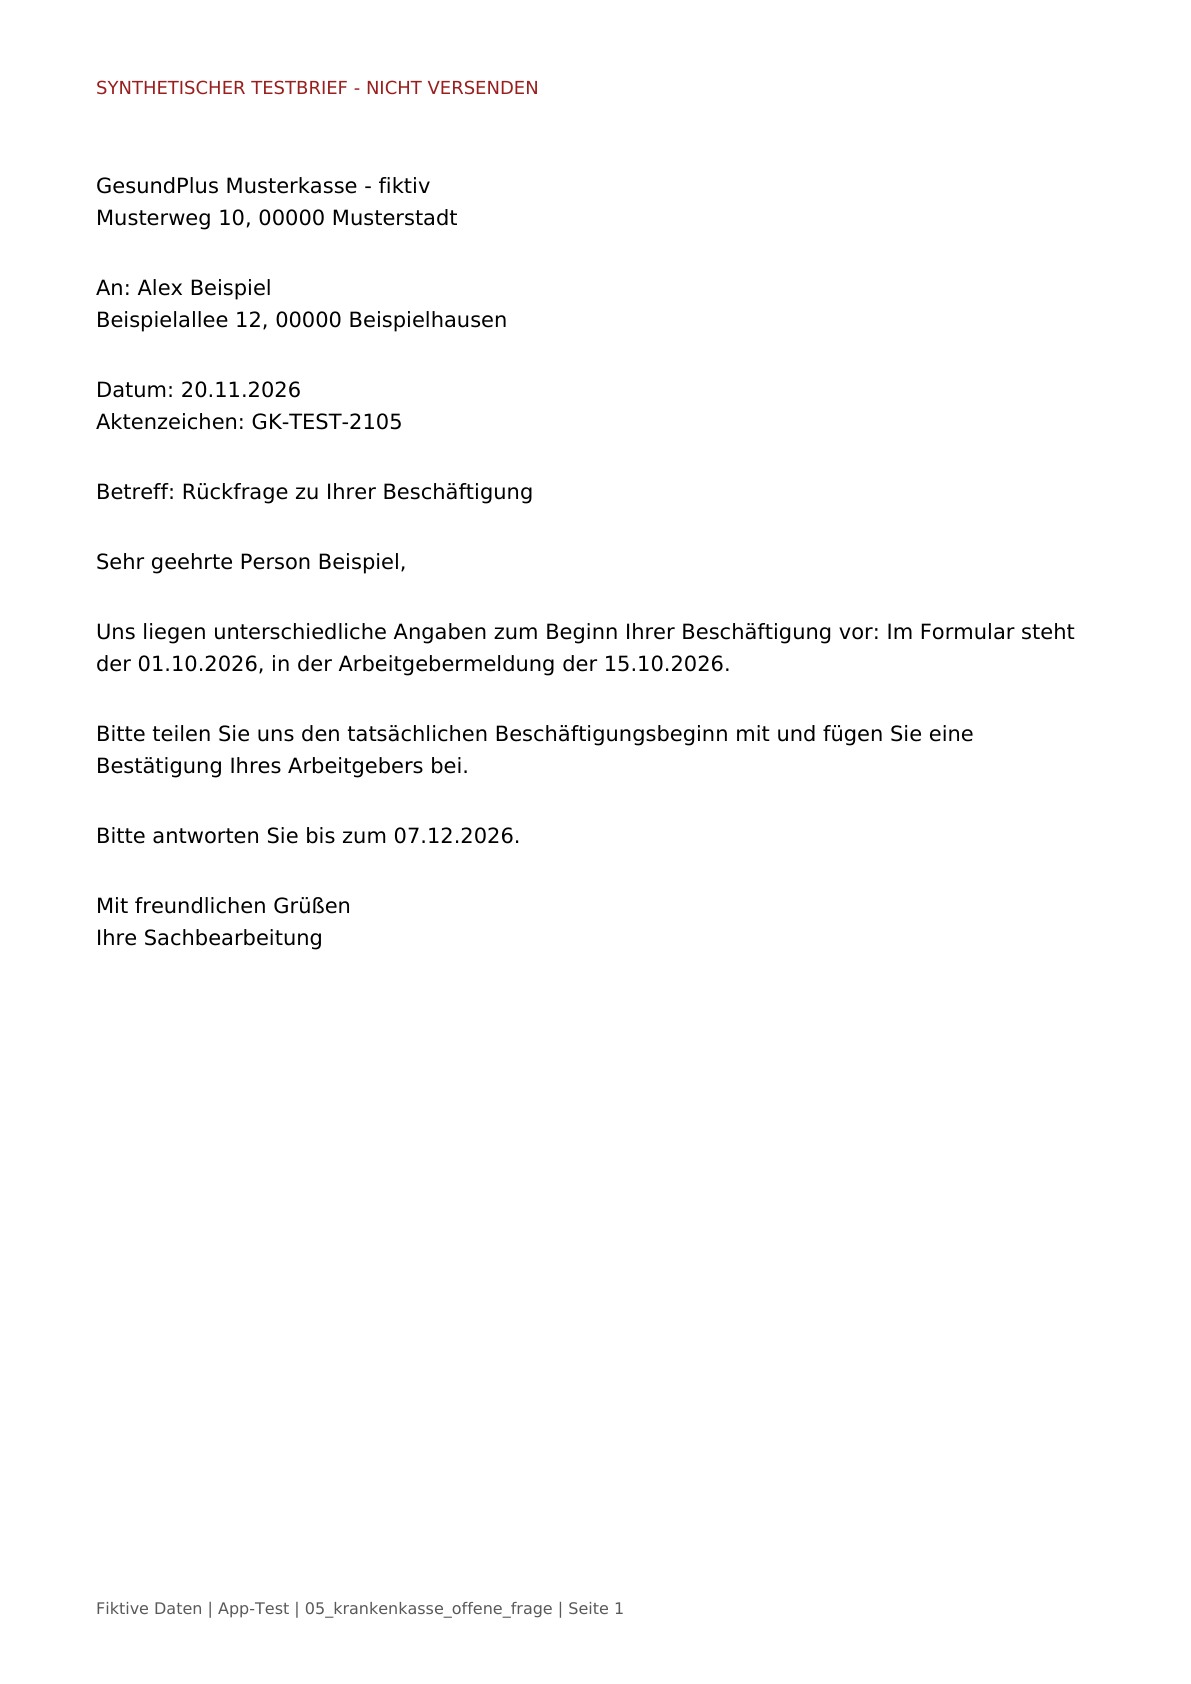 SYNTHETISCHER TESTBRIEF - NICHT VERSENDEN
GesundPlus Musterkasse - fiktiv
Musterweg 10, 00000 Musterstadt
An: Alex Beispiel
Beispielallee 12, 00000 Beispielhausen
Datum: 20.11.2026
Aktenzeichen: GK-TEST-2105
Betreff: Rückfrage zu Ihrer Beschäftigung
Sehr geehrte Person Beispiel,
Uns liegen unterschiedliche Angaben zum Beginn Ihrer Beschäftigung vor: Im Formular steht
der 01.10.2026, in der Arbeitgebermeldung der 15.10.2026.
Bitte teilen Sie uns den tatsächlichen Beschäftigungsbeginn mit und fügen Sie eine
Bestätigung Ihres Arbeitgebers bei.
Bitte antworten Sie bis zum 07.12.2026.
Mit freundlichen Grüßen
Ihre Sachbearbeitung
Fiktive Daten | App-Test | 05_krankenkasse_offene_frage | Seite 1